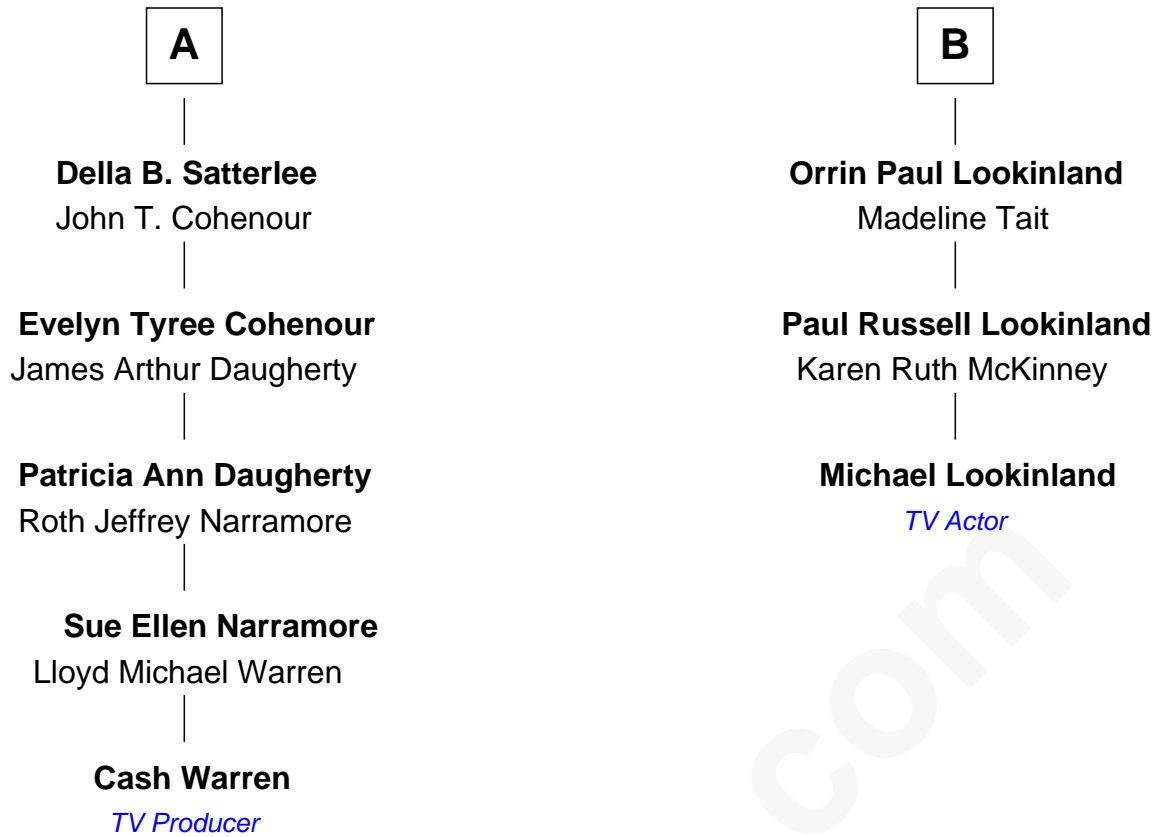 A
Della B. Satterlee
John T. Cohenour
Evelyn Tyree Cohenour
James Arthur Daugherty
Patricia Ann Daugherty
Roth Jeffrey Narramore
Sue Ellen Narramore
Lloyd Michael Warren
Cash Warren
TV Producer
B
Orrin Paul Lookinland
Madeline Tait
Paul Russell Lookinland
Karen Ruth McKinney
Michael Lookinland
TV Actor
com